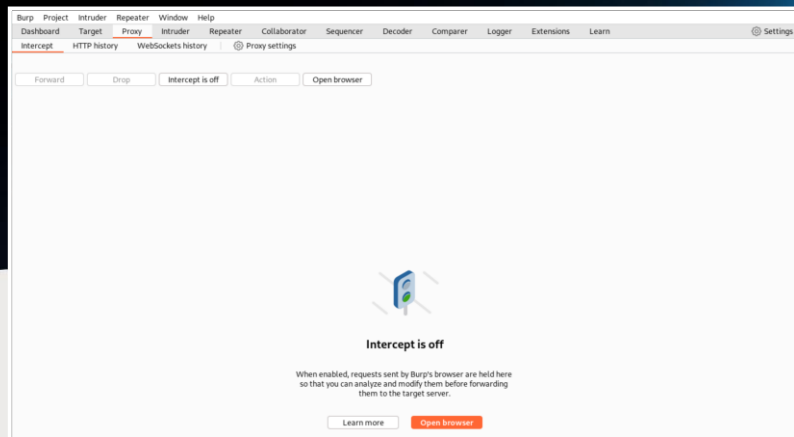 Burp Project Intruder Repeater Window Help
Dashboard Target Proxy Intruder Repeater Collaborator Sequencer Decoder Comparer Logger Extensions Learn Settings
Intercept HTTP history WebSockets history Proxy settings
Forward Drop Intercept is off Action Open browser
Intercept is off
When enabled, requests sent by Burp's browser are held here
so that you can analyze and modify them before forwarding
them to the target server.
Learn more Open browser